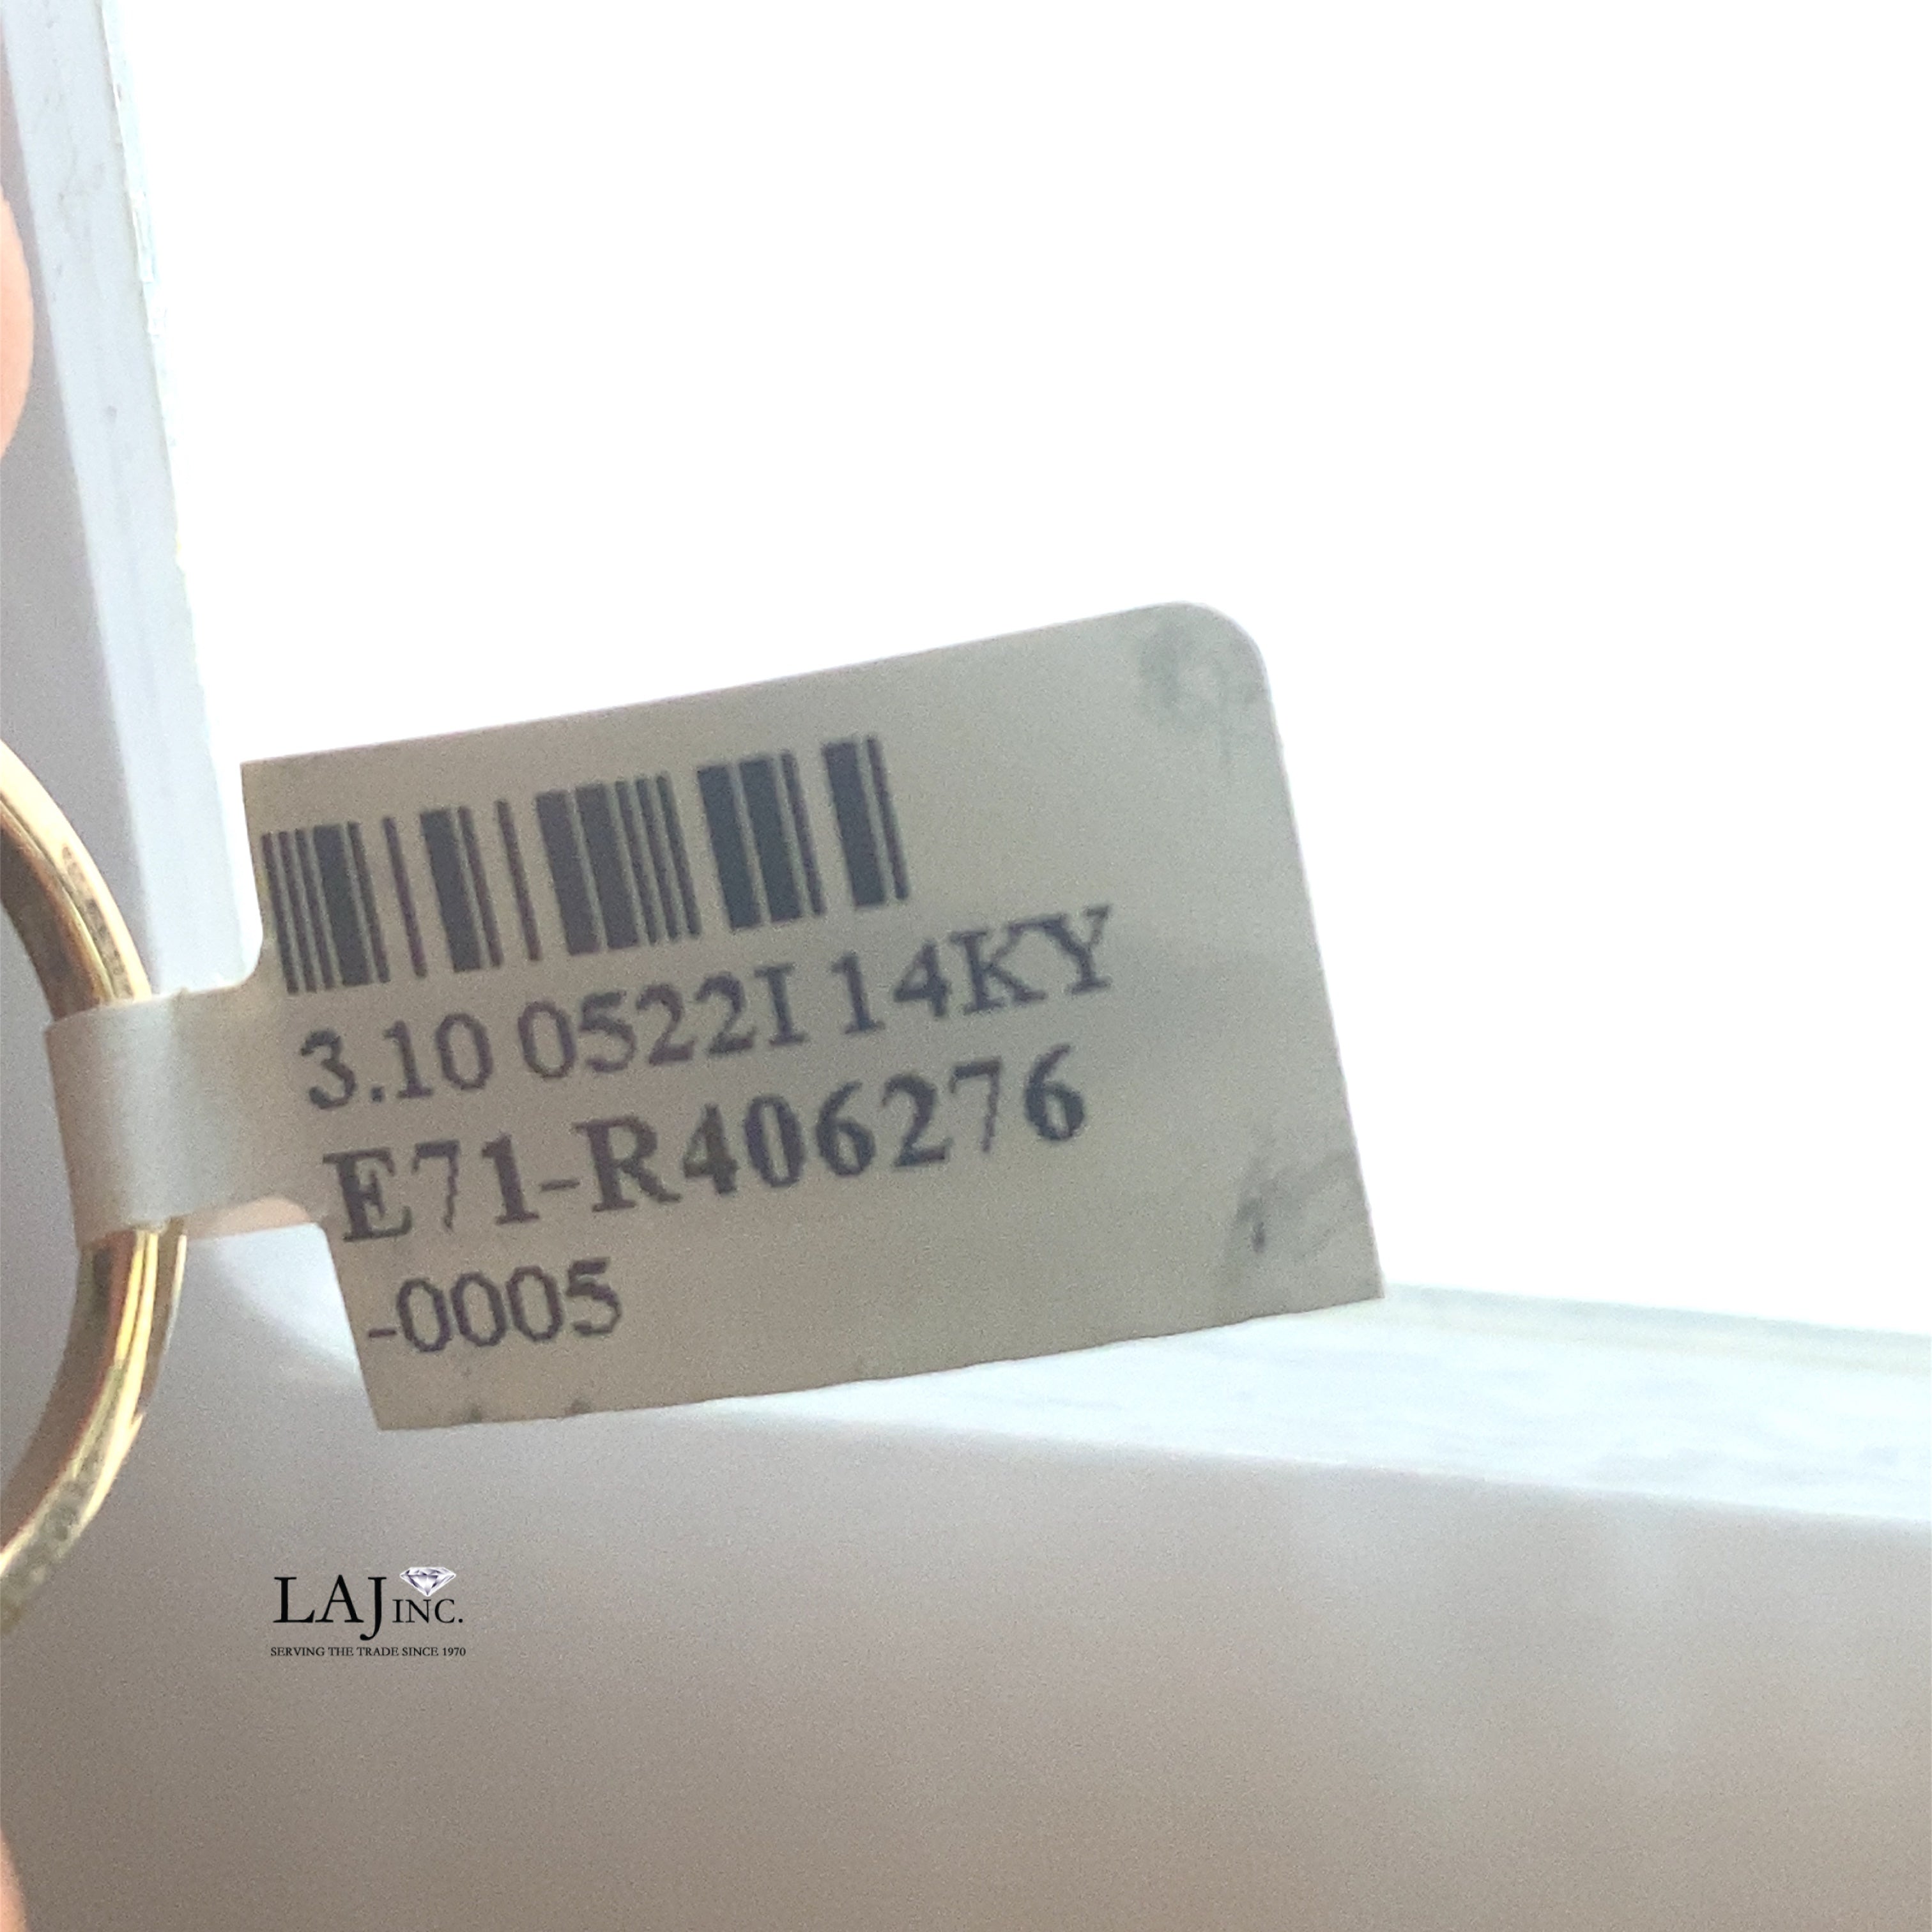 3.10 0522I 14KY
E71-R406276
-0005
LAJ INC.
SERVING THE TRADE SINCE 1970